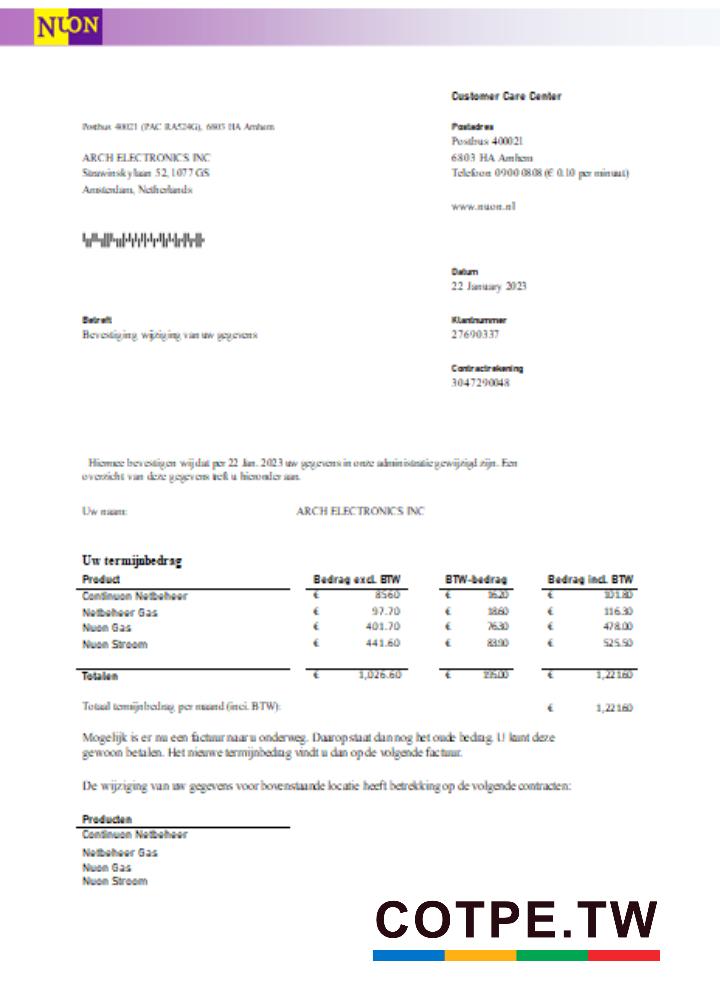 NUON
Customer Care Center
Postbus 40021 (PAC RA524G), 6803 HA Arnhem
Postadres
Postbus 400021
ARCH ELECTRONICS INC
6803 HA Arnhem
Strawinskylaan 52, 1077 GS
Telefoon 0900 0808 (€ 0.10 per minuut)
Amsterdam, Netherlands
www.nuon.nl
Datum
22 January 2023
Betreft
Klantnummer
Bevestiging wijziging van uw gegevens
27690337
Contractrekening
3047290048
Hiermee bevestigen wij dat per 22 Jan. 2023 uw gegevens in onze administratie gewijzigd zijn. Een
overzicht van deze gegevens treft u hieronder aan.
Uw naam: ARCH ELECTRONICS INC
Uw termijnbedrag
Product Bedrag excl. BTW BTW-bedrag Bedrag incl. BTW
Continuon Netbeheer € 8560 € 16.20 € 101.80
Netbeheer Gas € 97.70 € 18.60 € 116.30
Nuon Gas € 401.70 € 76.30 € 478.00
Nuon Stroom € 441.60 € 83.90 € 525.50
Totalen € 1,026.60 € 195.00 € 1,221.60
Totaal termijnbedrag per maand (incl. BTW): € 1,221.60
Mogelijk is er nu een factuur naar u onderweg. Daarop staat dan nog het oude bedrag. U kunt deze
gewoon betalen. Het nieuwe termijnbedrag vindt u dan op de volgende factuur.
De wijziging van uw gegevens voor bovenstaande locatie heeft betrekking op de volgende contracten:
Producten
Continuon Netbeheer
Netbeheer Gas
Nuon Gas
Nuon Stroom
COTPE.TW